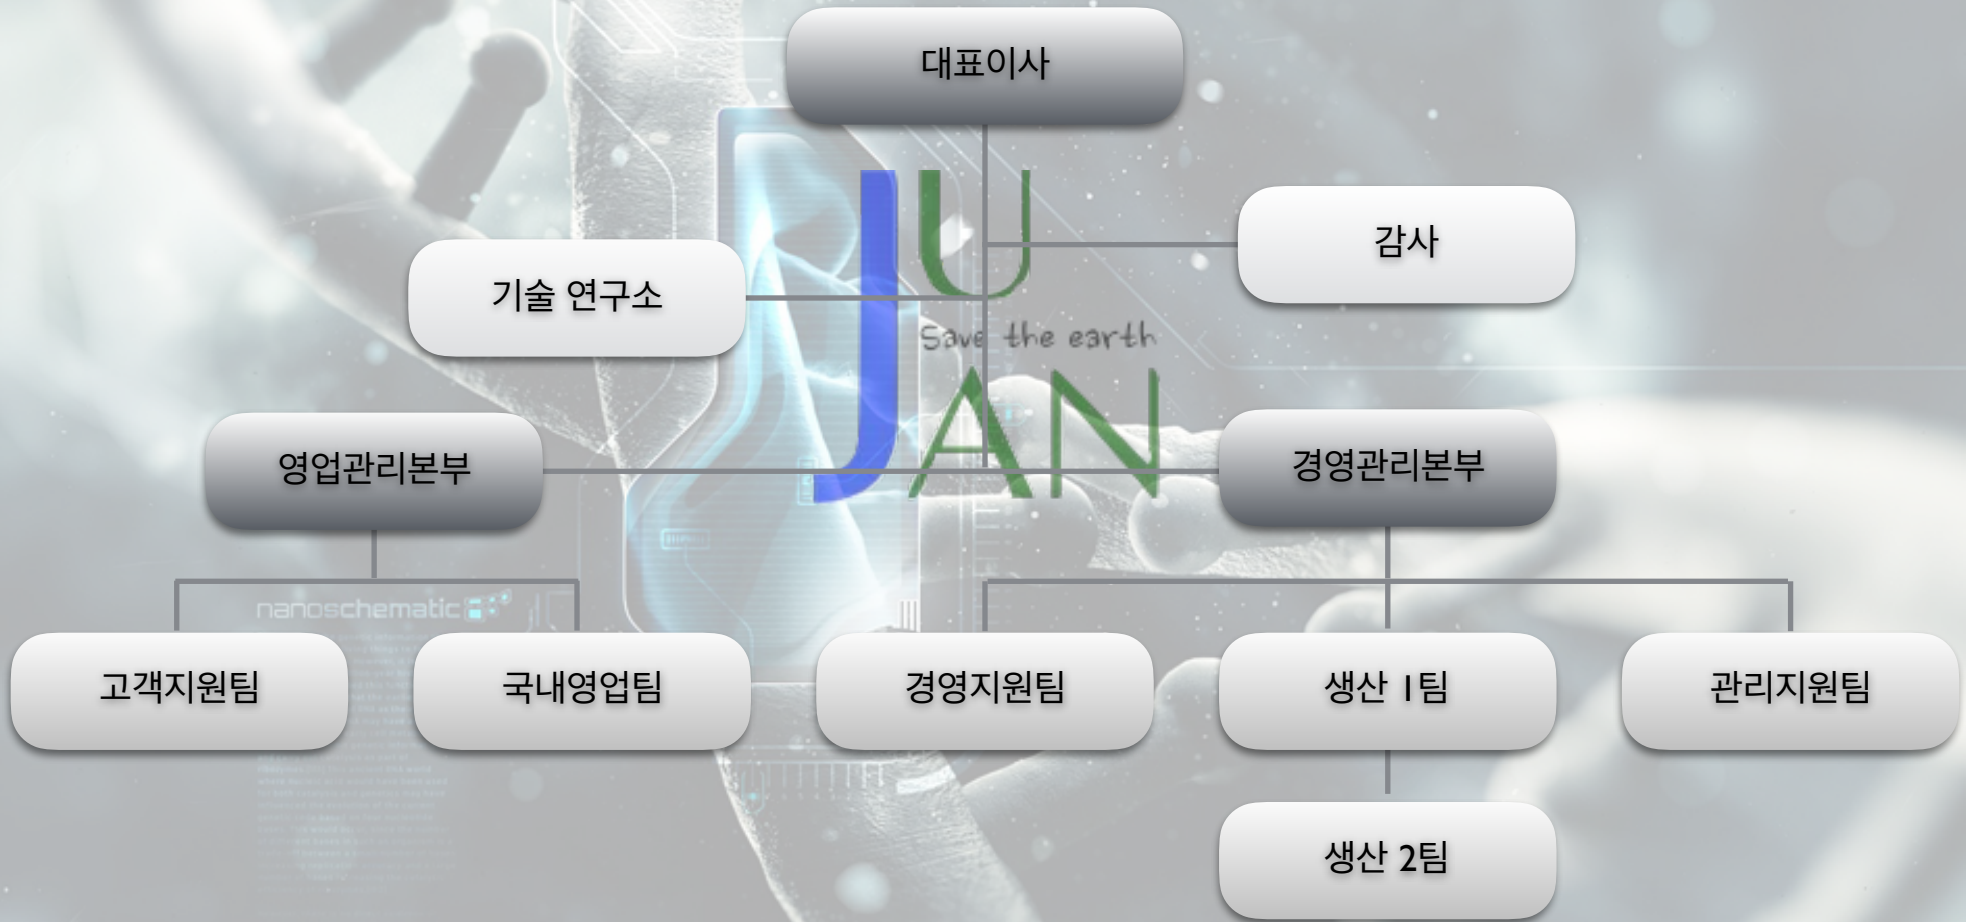 대표이사
JU
감사
기술 연구소
Save the earth
AN
영업관리본부
경영관리본부
nanoschematic
고객지원팀
국내영업팀
경영지원팀
생산 1팀
관리지원팀
생산 2팀